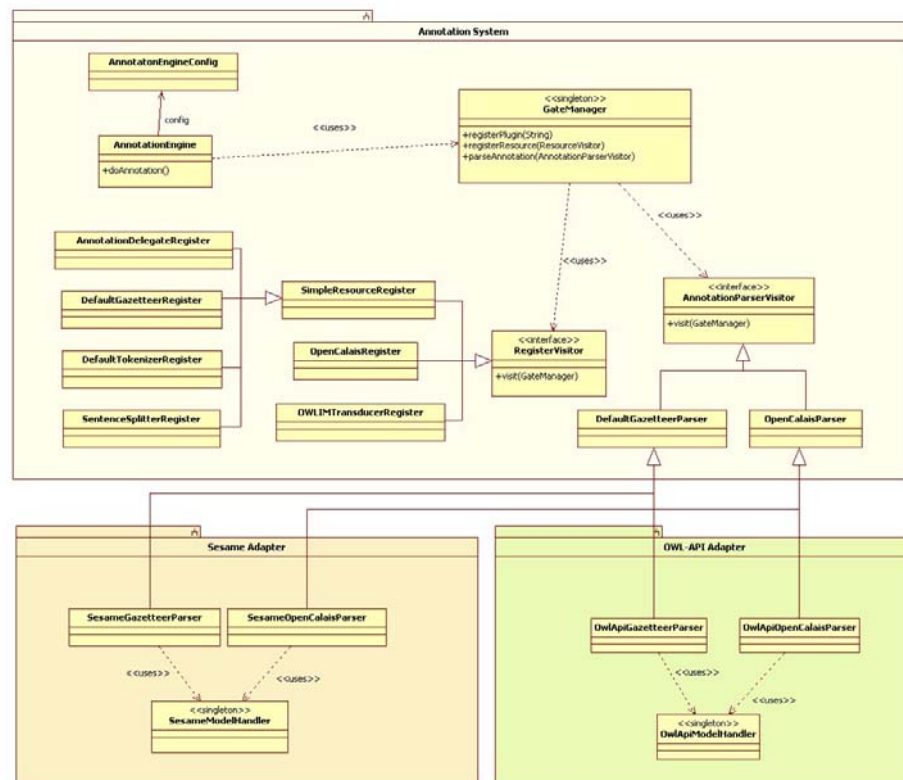 Annotation System
AnnotatonEngineConfig
config
AnnotationEngine
+doAnnotation()
<<uses>>
<<singleton>>
GateManager
+registerPlugin(String)
+registerResource(ResourceVisitor)
+parseAnnotation(AnnotationParserVisitor)
<<uses>>
<<uses>>
AnnotationDelegateRegister
DefaultGazetteerRegister
DefaultTokenizerRegister
SentenceSplitterRegister
SimpleResourceRegister
OpenCalaisRegister
OWLIMTransducerRegister
<<interface>>
RegisterVisitor
+visit(GateManager)
<<interface>>
AnnotationParserVisitor
+visit(GateManager)
DefaultGazetteerParser
OpenCalaisParser
Sesame Adapter
SesameGazetteerParser
SesameOpenCalaisParser
<<uses>>
<<uses>>
<<singleton>>
SesameModelHandler
OWL-API Adapter
OwlApiGazetteerParser
OwlApiOpenCalaisParser
<<uses>>
<<uses>>
<<singleton>>
OwlApiModelHandler